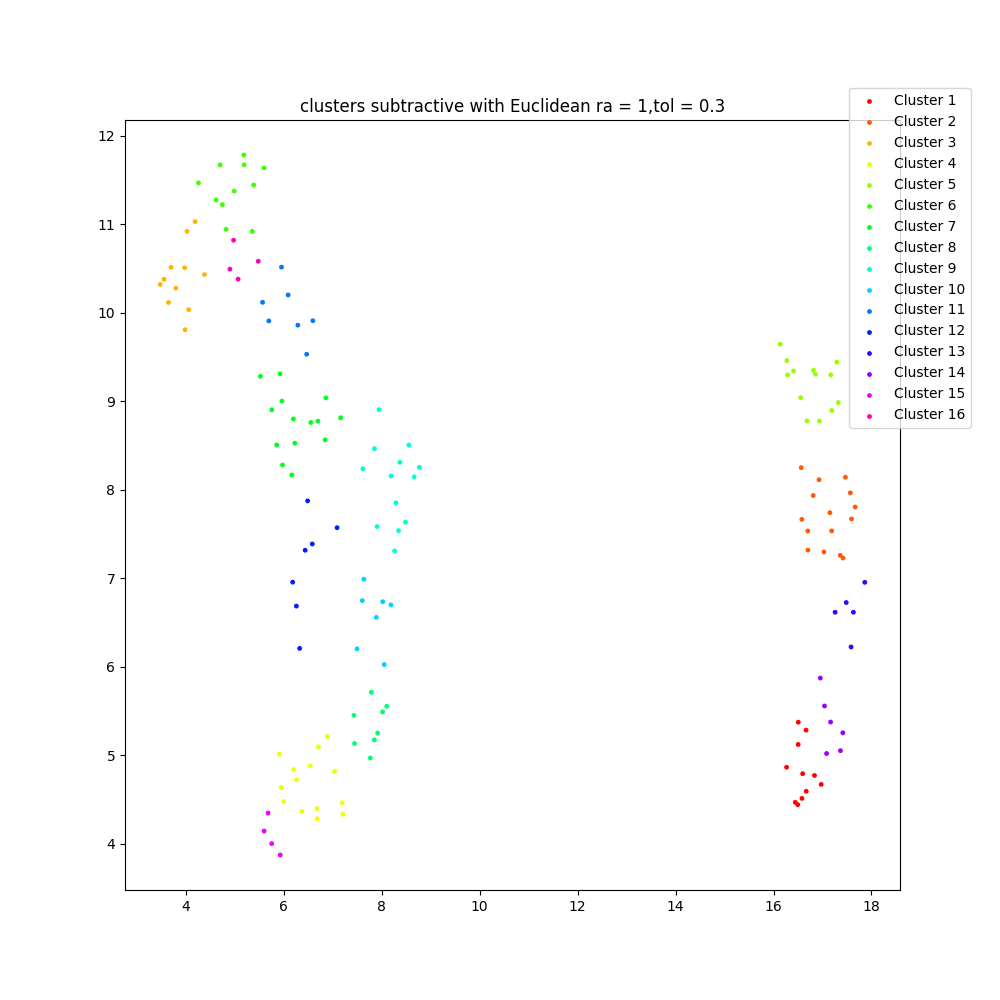 clusters subtractive with Euclidean ra = 1,tol = 0.3
Cluster 1
Cluster 2
Cluster 3
Cluster 4
Cluster 5
Cluster 6
Cluster 7
Cluster 8
Cluster 9
Cluster 10
Cluster 11
Cluster 12
Cluster 13
Cluster 14
Cluster 15
Cluster 16
12
11
10
9
8
7
6
5
4
4 6 8 10 12 14 16 18